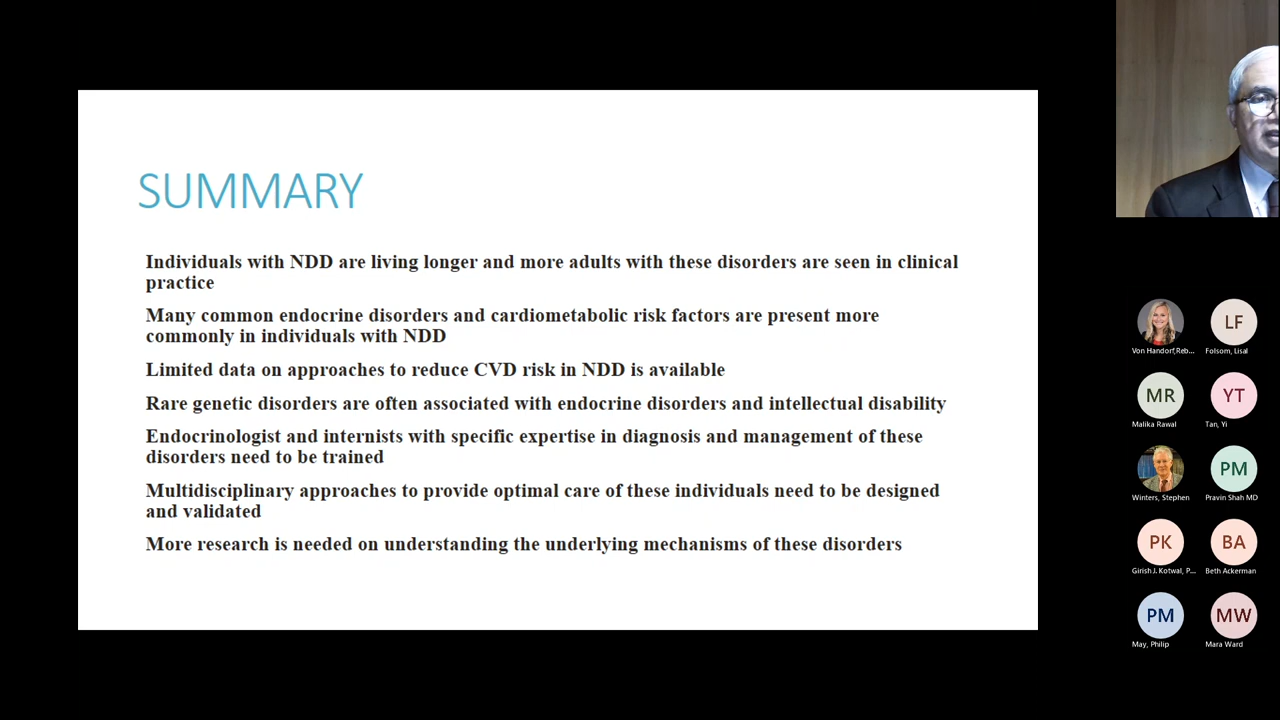 SUMMARY
Individuals with NDD are living longer and more adults with these disorders are seen in clinical
practice
Many common endocrine disorders and cardiometabolic risk factors are present more
commonly in individuals with NDD
Limited data on approaches to reduce CVD risk in NDD is available
Rare genetic disorders are often associated with endocrine disorders and intellectual disability
Endocrinologist and internists with specific expertise in diagnosis and management of these
disorders need to be trained
Multidisciplinary approaches to provide optimal care of these individuals need to be designed
and validated
More research is needed on understanding the underlying mechanisms of these disorders
LF
Von Handorf,Reb...
Folsom, Lisal
MR
YT
Malika Rawal
Tan, Yi
PM
Winters, Stephen
Pravin Shah MD
PK
BA
Girish J. Kotwal, P...
Beth Ackerman
PM
MW
May, Philip
Mara Ward